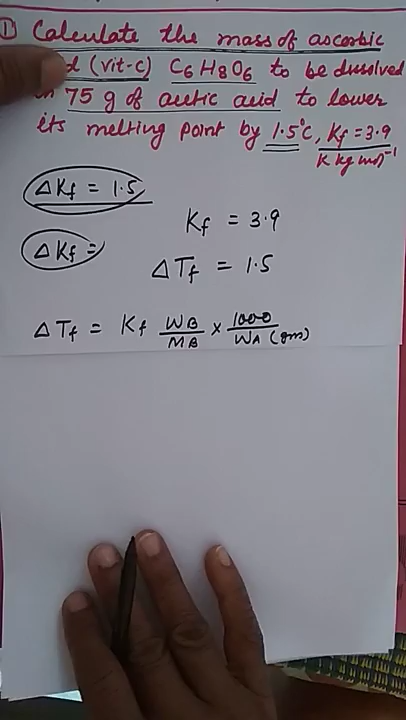 ① Calculate the mass of ascorbic
d (vit-c) C6H8O6 to be dissolved
75 g of acitic acid to lower
its melting point by 1.5°C, Kf = 3.9
K kg mol⁻¹
ΔKf = 1.5
Kf = 3.9
ΔKf =
ΔTf = 1.5
ΔTf = Kf WB/MB × 1000/WA (gm)